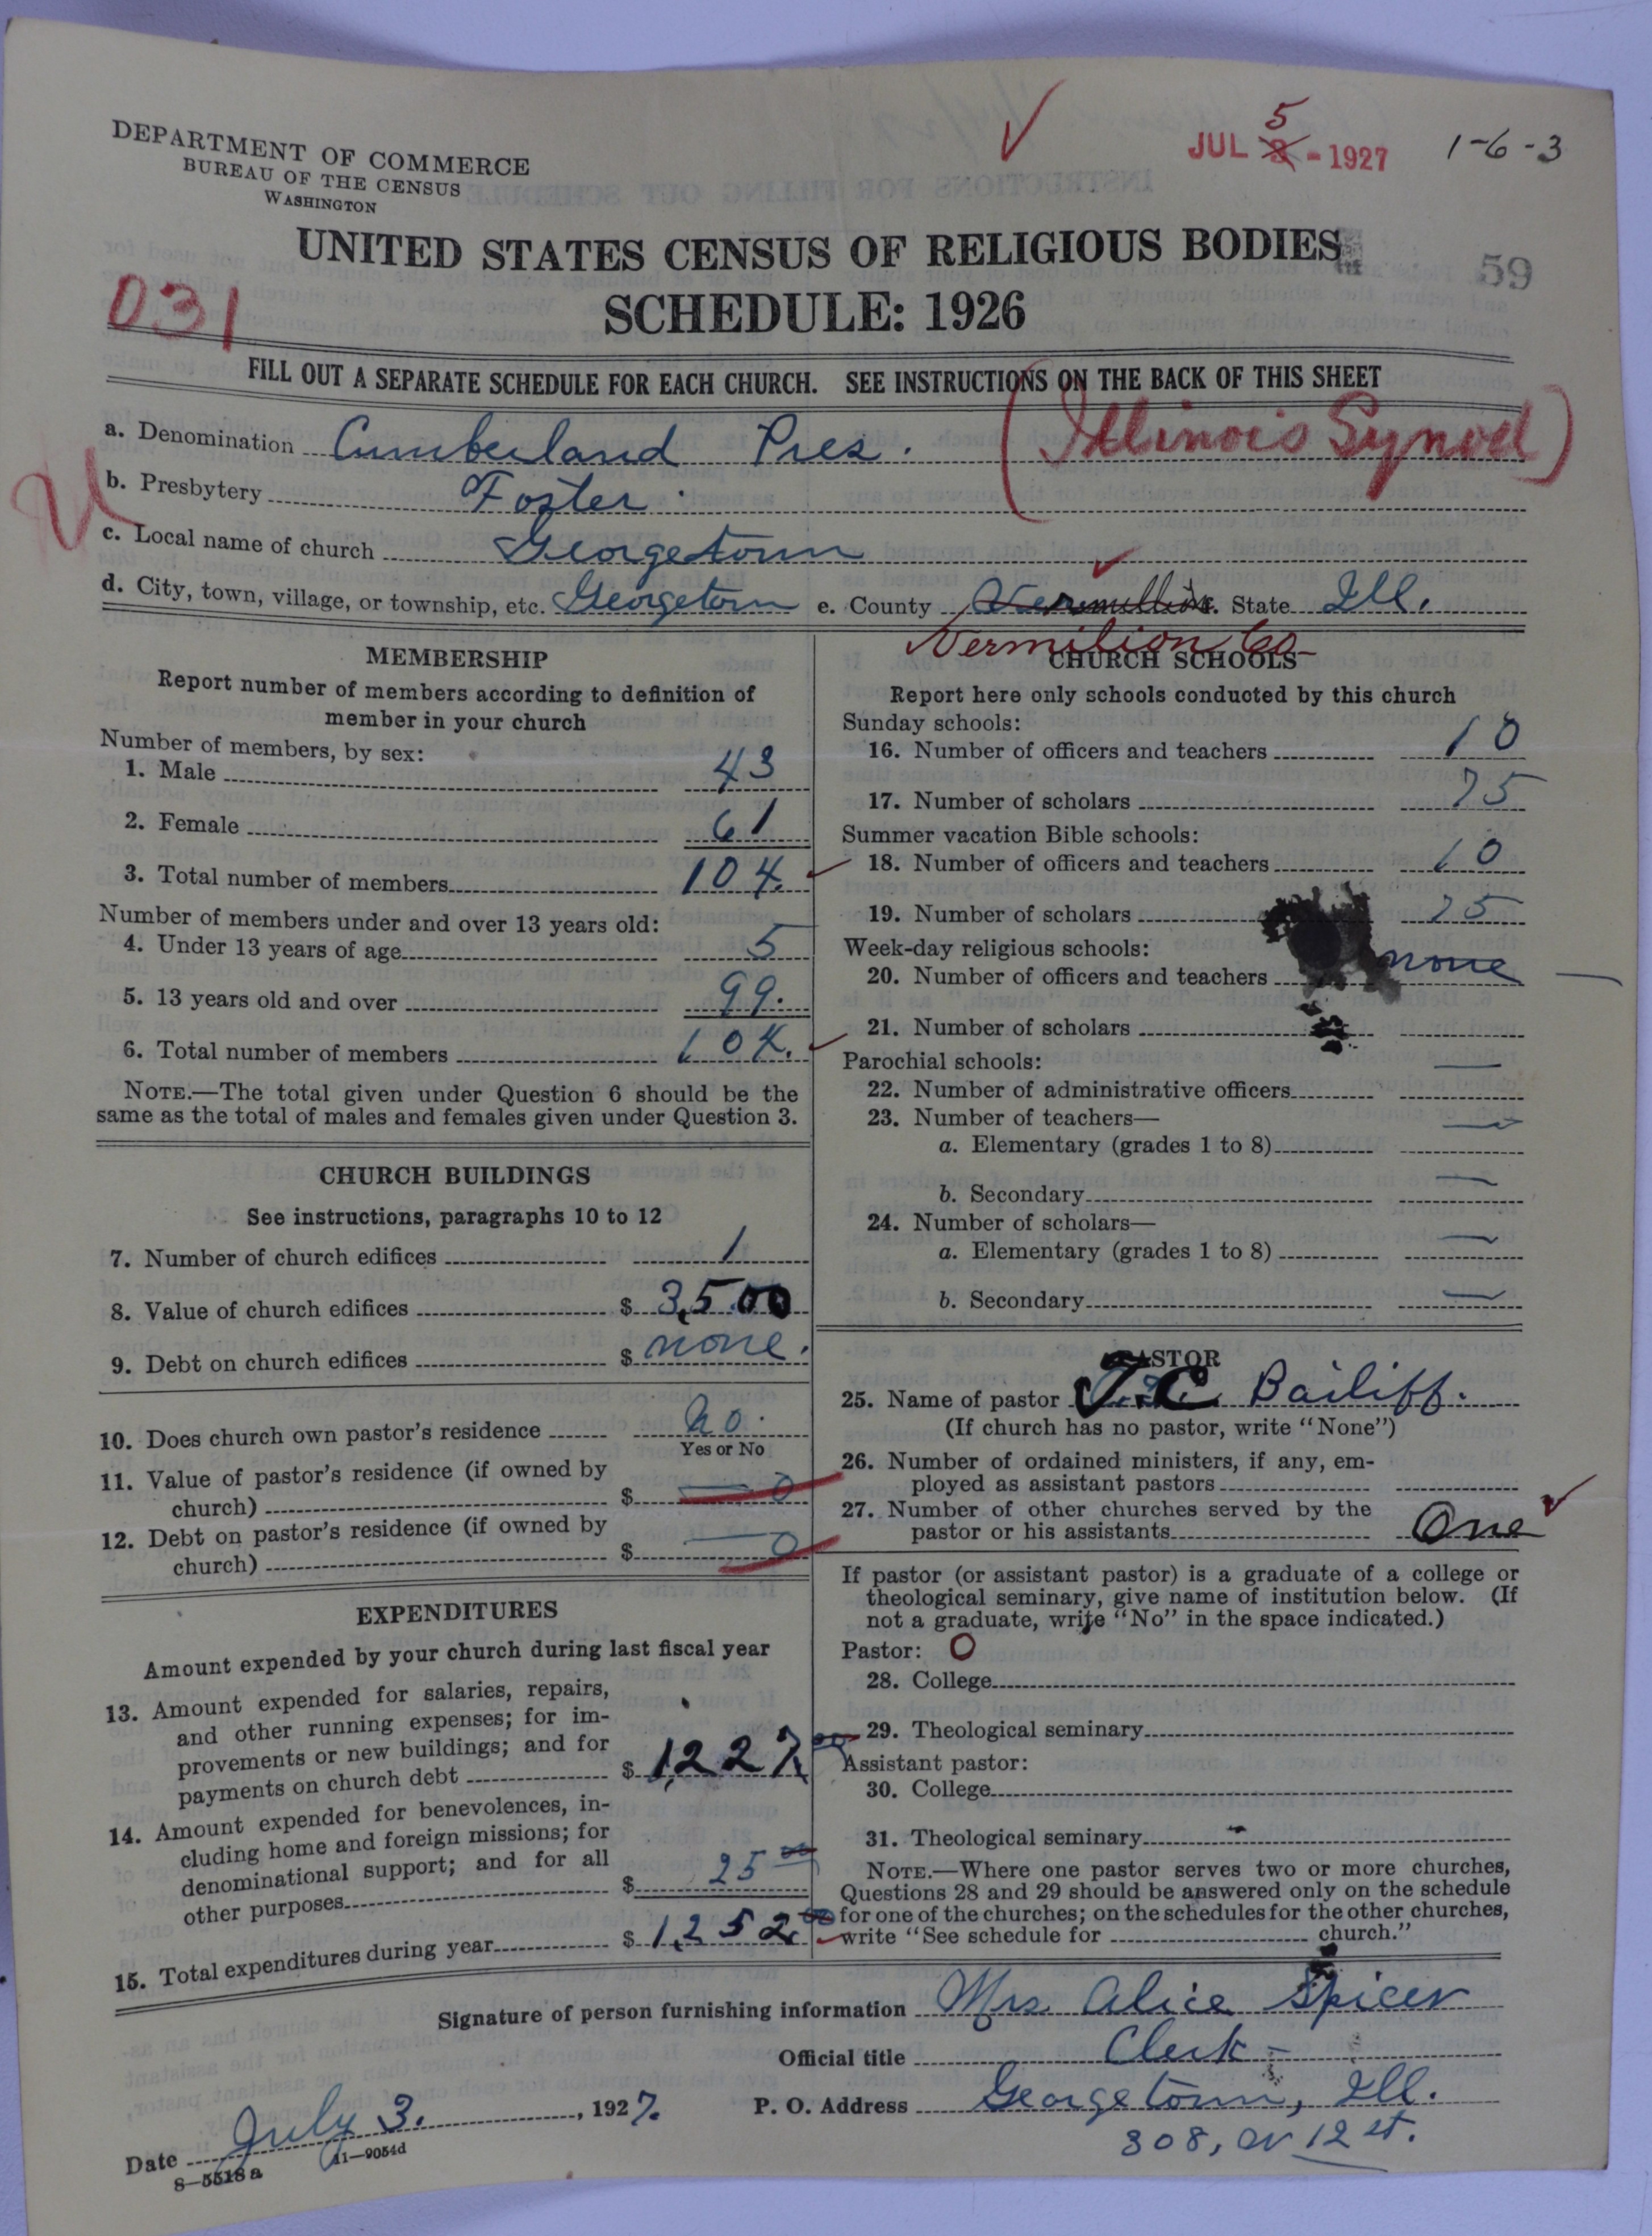 DEPARTMENT OF COMMERCE
BUREAU OF THE CENSUS
WASHINGTON
JUL 5 - 1927
1-6-3
UNITED STATES CENSUS OF RELIGIOUS BODIES
59
SCHEDULE: 1926
031
FILL OUT A SEPARATE SCHEDULE FOR EACH CHURCH. SEE INSTRUCTIONS ON THE BACK OF THIS SHEET
a. Denomination Cumberland Pres. (Illinois Synod)
b. Presbytery Foster
c. Local name of church Georgetown
d. City, town, village, or township, etc. Georgetown e. County Vermillion f. State Ill.
Vermilion Co
MEMBERSHIP
Report number of members according to definition of
member in your church
Number of members, by sex:
1. Male 43
2. Female 61
3. Total number of members 104.
Number of members under and over 13 years old:
4. Under 13 years of age 5
5. 13 years old and over 99.
6. Total number of members 104.
NOTE.—The total given under Question 6 should be the
same as the total of males and females given under Question 3.
CHURCH BUILDINGS
See instructions, paragraphs 10 to 12
7. Number of church edifices 1
8. Value of church edifices $ 3,500
9. Debt on church edifices $ none.
10. Does church own pastor's residence no.
Yes or No
11. Value of pastor's residence (if owned by
church) $ — 0
12. Debt on pastor's residence (if owned by
church) $ — 0
EXPENDITURES
Amount expended by your church during last fiscal year
13. Amount expended for salaries, repairs,
and other running expenses; for im-
provements or new buildings; and for
payments on church debt $ 1,227 00
14. Amount expended for benevolences, in-
cluding home and foreign missions; for
denominational support; and for all
other purposes $ 25 00
15. Total expenditures during year $ 1,252 00
CHURCH SCHOOLS
Report here only schools conducted by this church
Sunday schools:
16. Number of officers and teachers 10
17. Number of scholars 75
Summer vacation Bible schools:
18. Number of officers and teachers 10
19. Number of scholars 75
Week-day religious schools:
20. Number of officers and teachers none —
21. Number of scholars
Parochial schools: —
22. Number of administrative officers
23. Number of teachers— —
a. Elementary (grades 1 to 8)
b. Secondary —
24. Number of scholars—
a. Elementary (grades 1 to 8) —
b. Secondary —
PASTOR
25. Name of pastor J.C Bailiff.
(If church has no pastor, write "None")
26. Number of ordained ministers, if any, em-
ployed as assistant pastors
27. Number of other churches served by the
pastor or his assistants One
If pastor (or assistant pastor) is a graduate of a college or
theological seminary, give name of institution below. (If
not a graduate, write "No" in the space indicated.)
Pastor: O
28. College
29. Theological seminary
Assistant pastor:
30. College
31. Theological seminary
NOTE.—Where one pastor serves two or more churches,
Questions 28 and 29 should be answered only on the schedule
for one of the churches; on the schedules for the other churches,
write "See schedule for church."
Signature of person furnishing information Mrs Alice Spicer
Official title Clerk -
Date July 3. , 1927. P. O. Address Georgetown, Ill.
308, 12 st.
8—5518 a 11—9054d